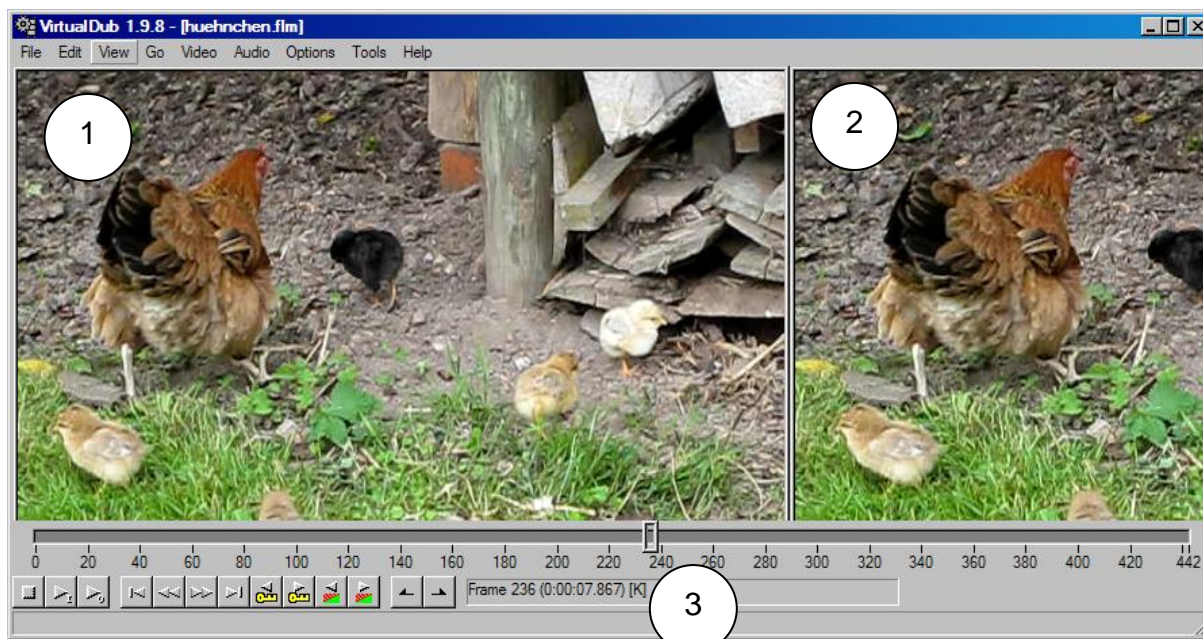 VirtualDub 1.9.8 - [huehnchen.flm]
File Edit View Go Video Audio Options Tools Help
1
2
0 20 40 60 80 100 120 140 160 180 200 220 240 260 280 300 320 340 360 380 400 420 442
Frame 236 (0:00:07.867) [K]
3